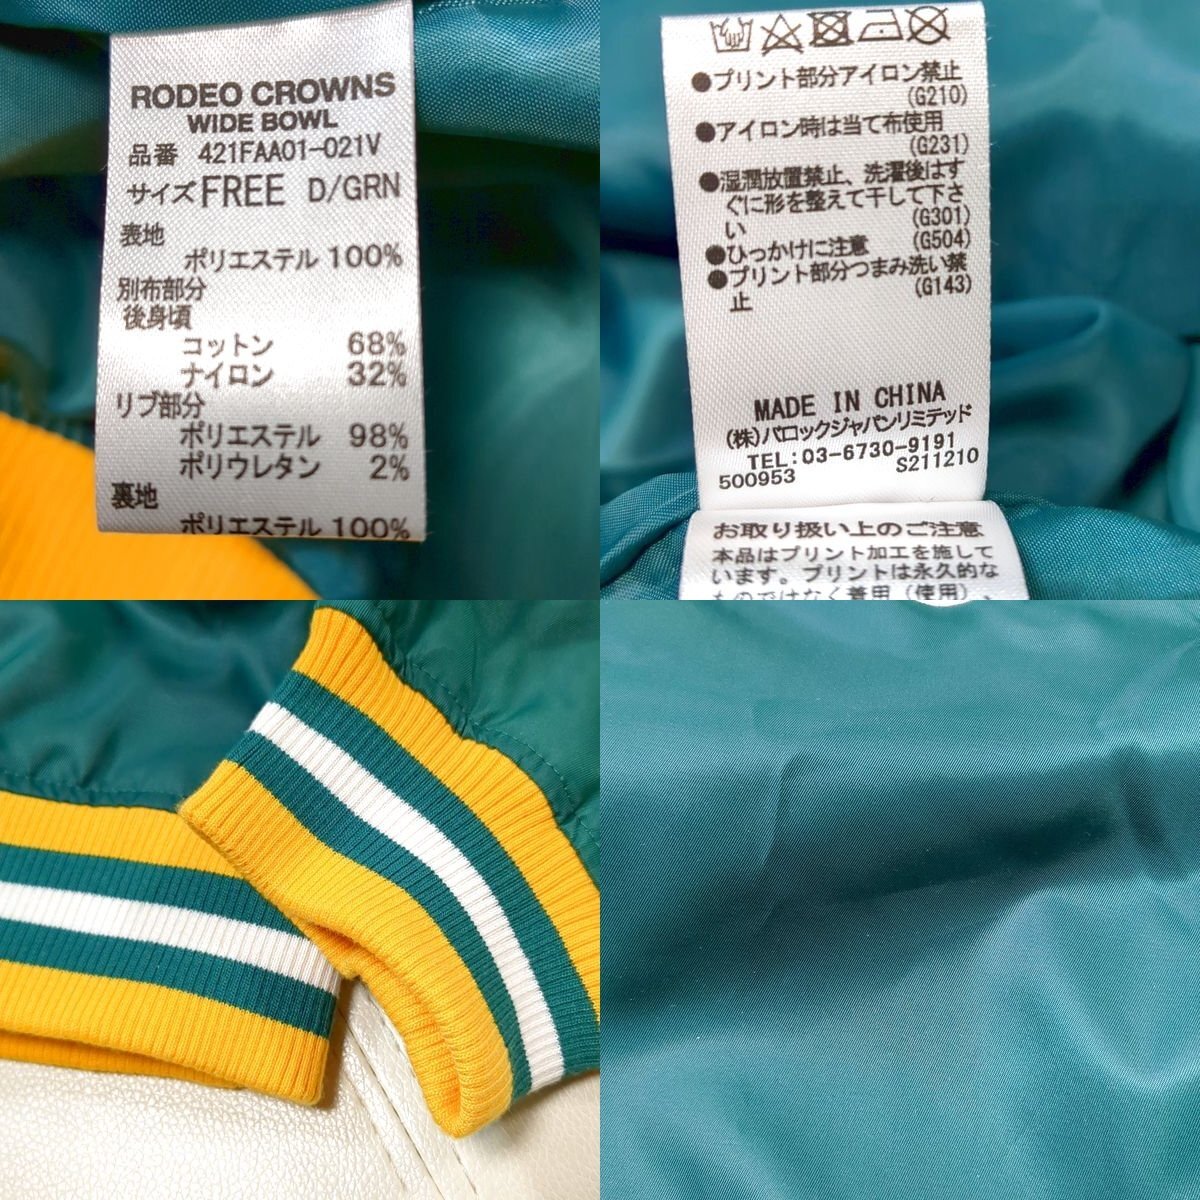 RODEO CROWNS
WIDE BOWL
品番 421FAA01-021V
サイズ FREE D/GRN
表地
ポリエステル 100%
別布部分
後身頃
コットン 68%
ナイロン 32%
リブ部分
ポリエステル 98%
ポリウレタン 2%
裏地
ポリエステル 100%
●プリント部分アイロン禁止
(G210)
●アイロン時は当て布使用
(G231)
●湿潤放置禁止、洗濯後はす
ぐに形を整えて干して下さ
い (G301)
●ひっかけに注意 (G504)
●プリント部分つまみ洗い禁
止 (G143)
MADE IN CHINA
(株)バロックジャパンリミテッド
TEL:03-6730-9191
500953 S211210
お取り扱い上のご注意
本品はプリント加工を施して
います。プリントは永久的な
ものではなく着用(使用)、